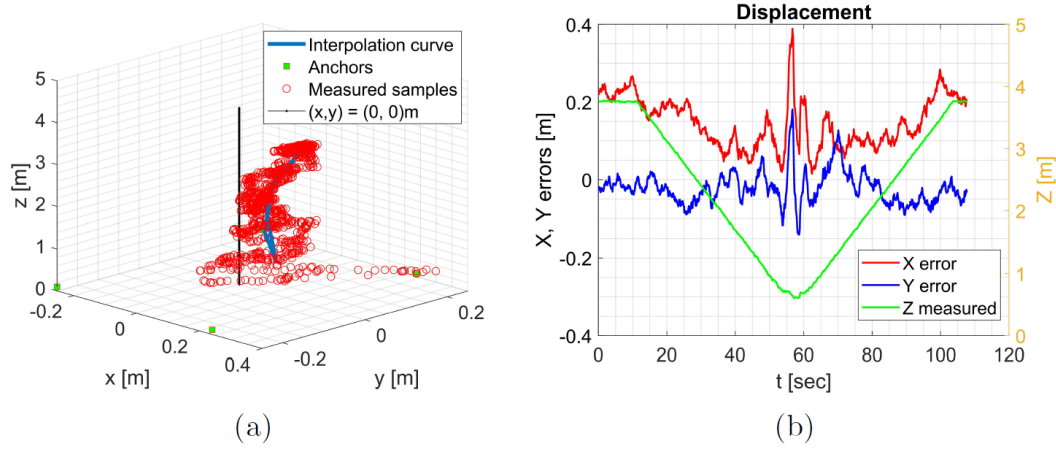 Interpolation curve
Anchors
Measured samples
(x,y) = (0, 0)m
5
4
3
2
1
0
z [m]
-0.2
0
0.2
0.4
x [m]
-0.2
0
0.2
y [m]
(a)
Displacement
0.4
0.2
0
-0.2
-0.4
X, Y errors [m]
5
4
3
2
1
0
Z [m]
X error
Y error
Z measured
0 20 40 60 80 100 120
t [sec]
(b)